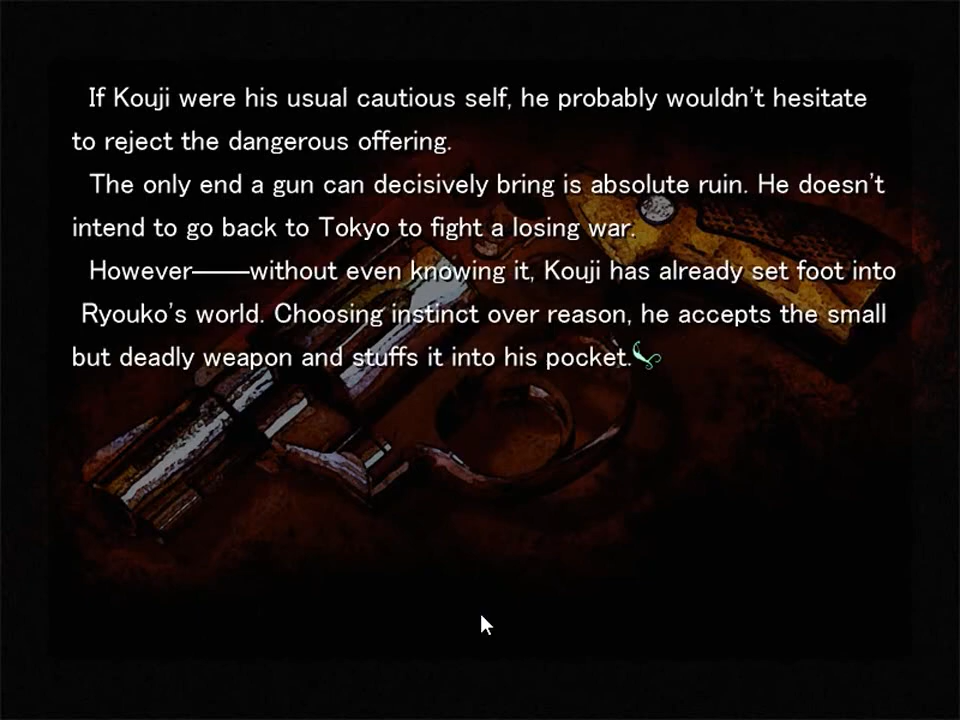 If Kouji were his usual cautious self, he probably wouldn't hesitate
to reject the dangerous offering.
The only end a gun can decisively bring is absolute ruin. He doesn't
intend to go back to Tokyo to fight a losing war.
However――without even knowing it, Kouji has already set foot into
Ryouko's world. Choosing instinct over reason, he accepts the small
but deadly weapon and stuffs it into his pocket.